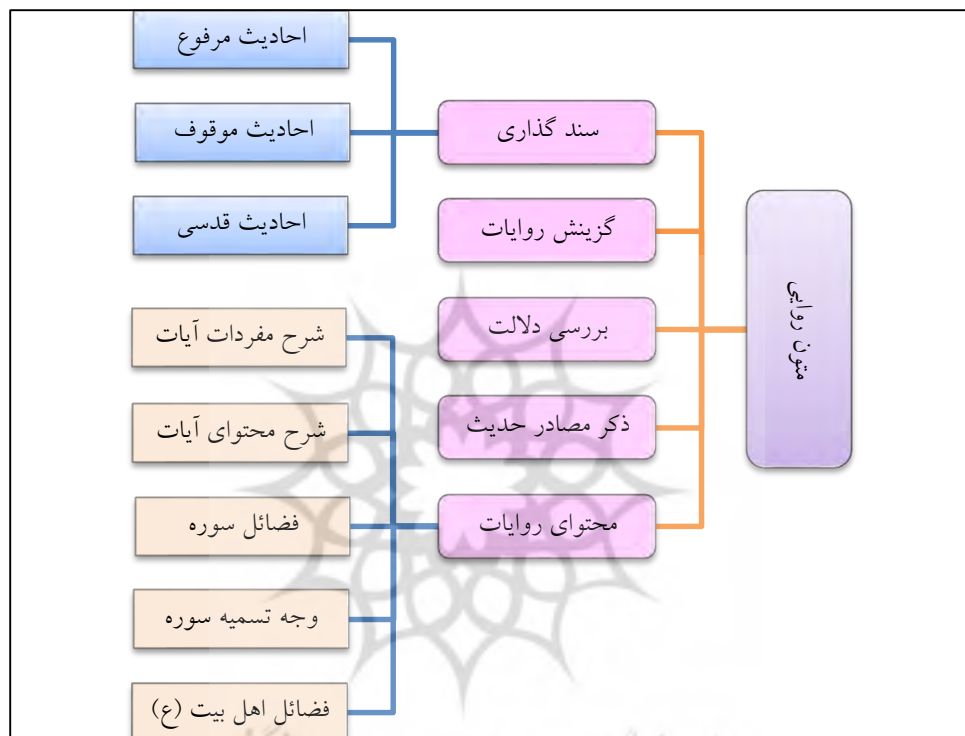 متون روایی
سند گذاری
احادیث مرفوع
احادیث موقوف
احادیث قدسی
گزینش روایات
بررسی دلالت
ذکر مصادر حدیث
محتوای روایات
شرح مفردات آیات
شرح محتوای آیات
فضائل سوره
وجه تسمیه سوره
فضائل اهل بیت (ع)